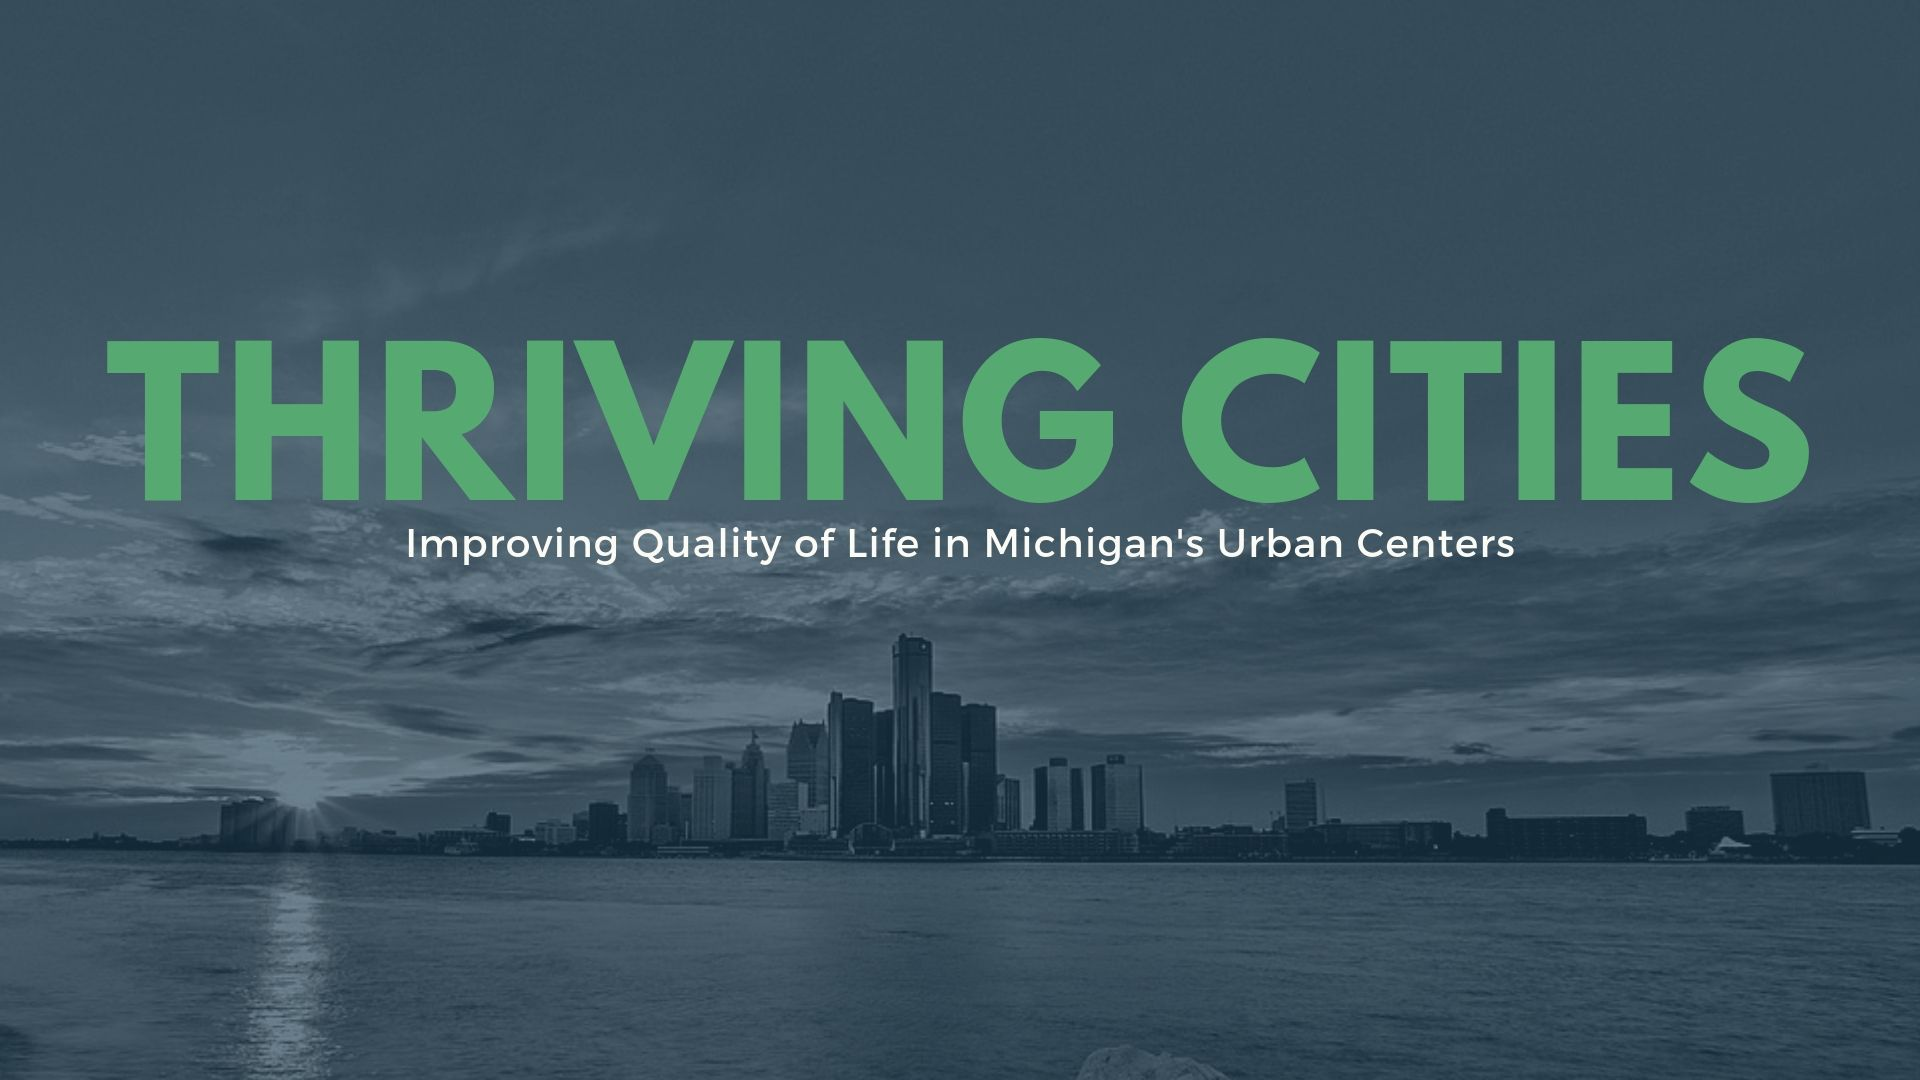 THRIVING CITIES
Improving Quality of Life in Michigan's Urban Centers